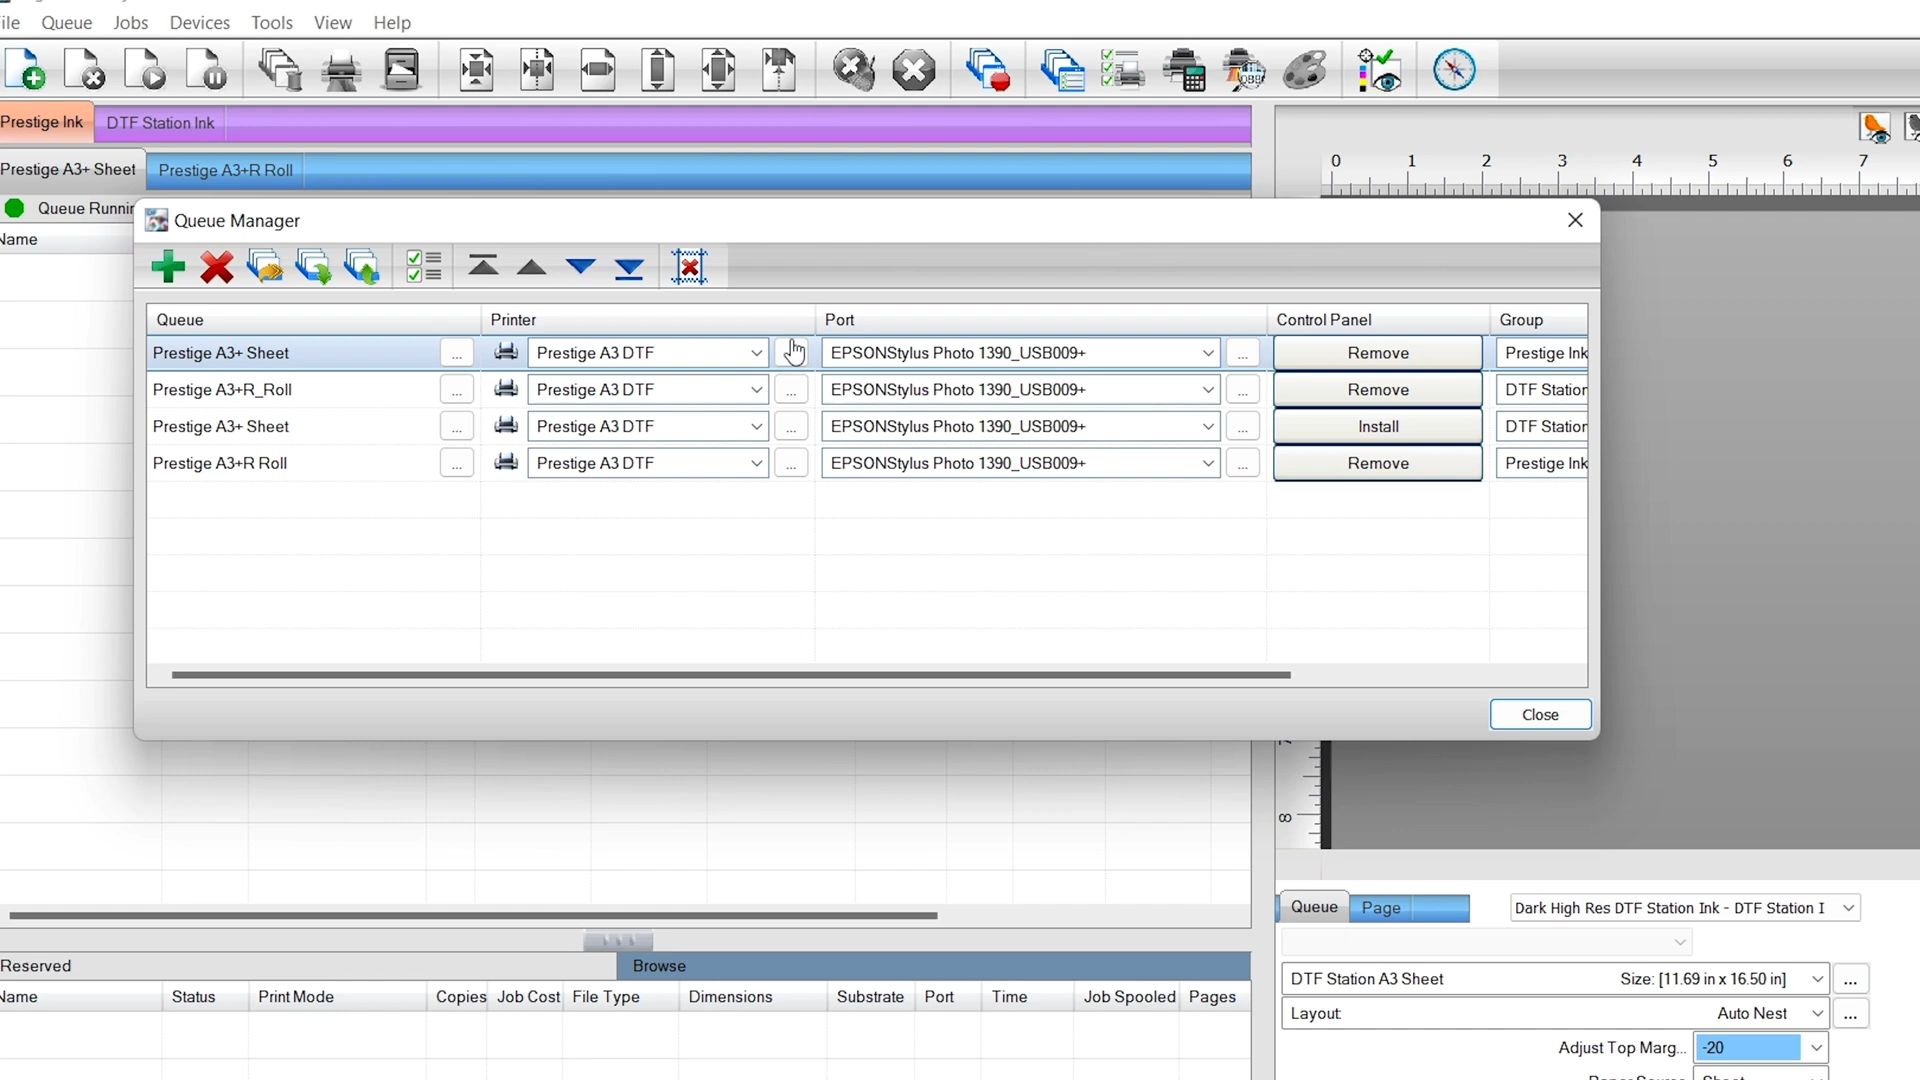 ile Queue Jobs Devices Tools View Help
Prestige Ink DTF Station Ink
Prestige A3+ Sheet Prestige A3+R Roll
0 1 2 3 4 5 6 7
Queue Runnin
Name
Queue Manager
Queue Printer Port Control Panel Group
Prestige A3+ Sheet ... Prestige A3 DTF EPSONStylus Photo 1390_USB009+ ... Remove Prestige Ink
Prestige A3+R_Roll ... Prestige A3 DTF ... EPSONStylus Photo 1390_USB009+ ... Remove DTF Station
Prestige A3+ Sheet ... Prestige A3 DTF ... EPSONStylus Photo 1390_USB009+ ... Install DTF Station
Prestige A3+R Roll ... Prestige A3 DTF ... EPSONStylus Photo 1390_USB009+ ... Remove Prestige Ink
Close
8
Queue Page Dark High Res DTF Station Ink - DTF Station I
Reserved Browse
DTF Station A3 Sheet Size: [11.69 in x 16.50 in] ...
Name Status Print Mode Copies Job Cost File Type Dimensions Substrate Port Time Job Spooled Pages
Layout: Auto Nest ...
Adjust Top Marg... -20